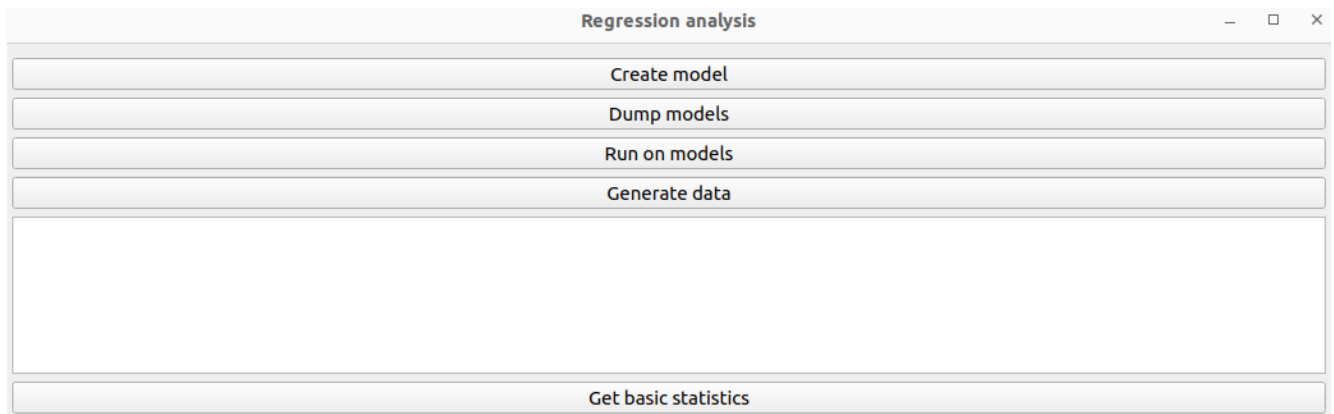 Regression analysis
Create model
Dump models
Run on models
Generate data
Get basic statistics